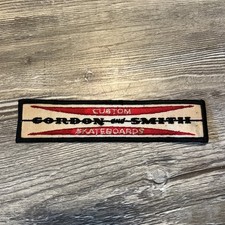 CUSTOM
GORDON and SMITH
SKATEBOARDS